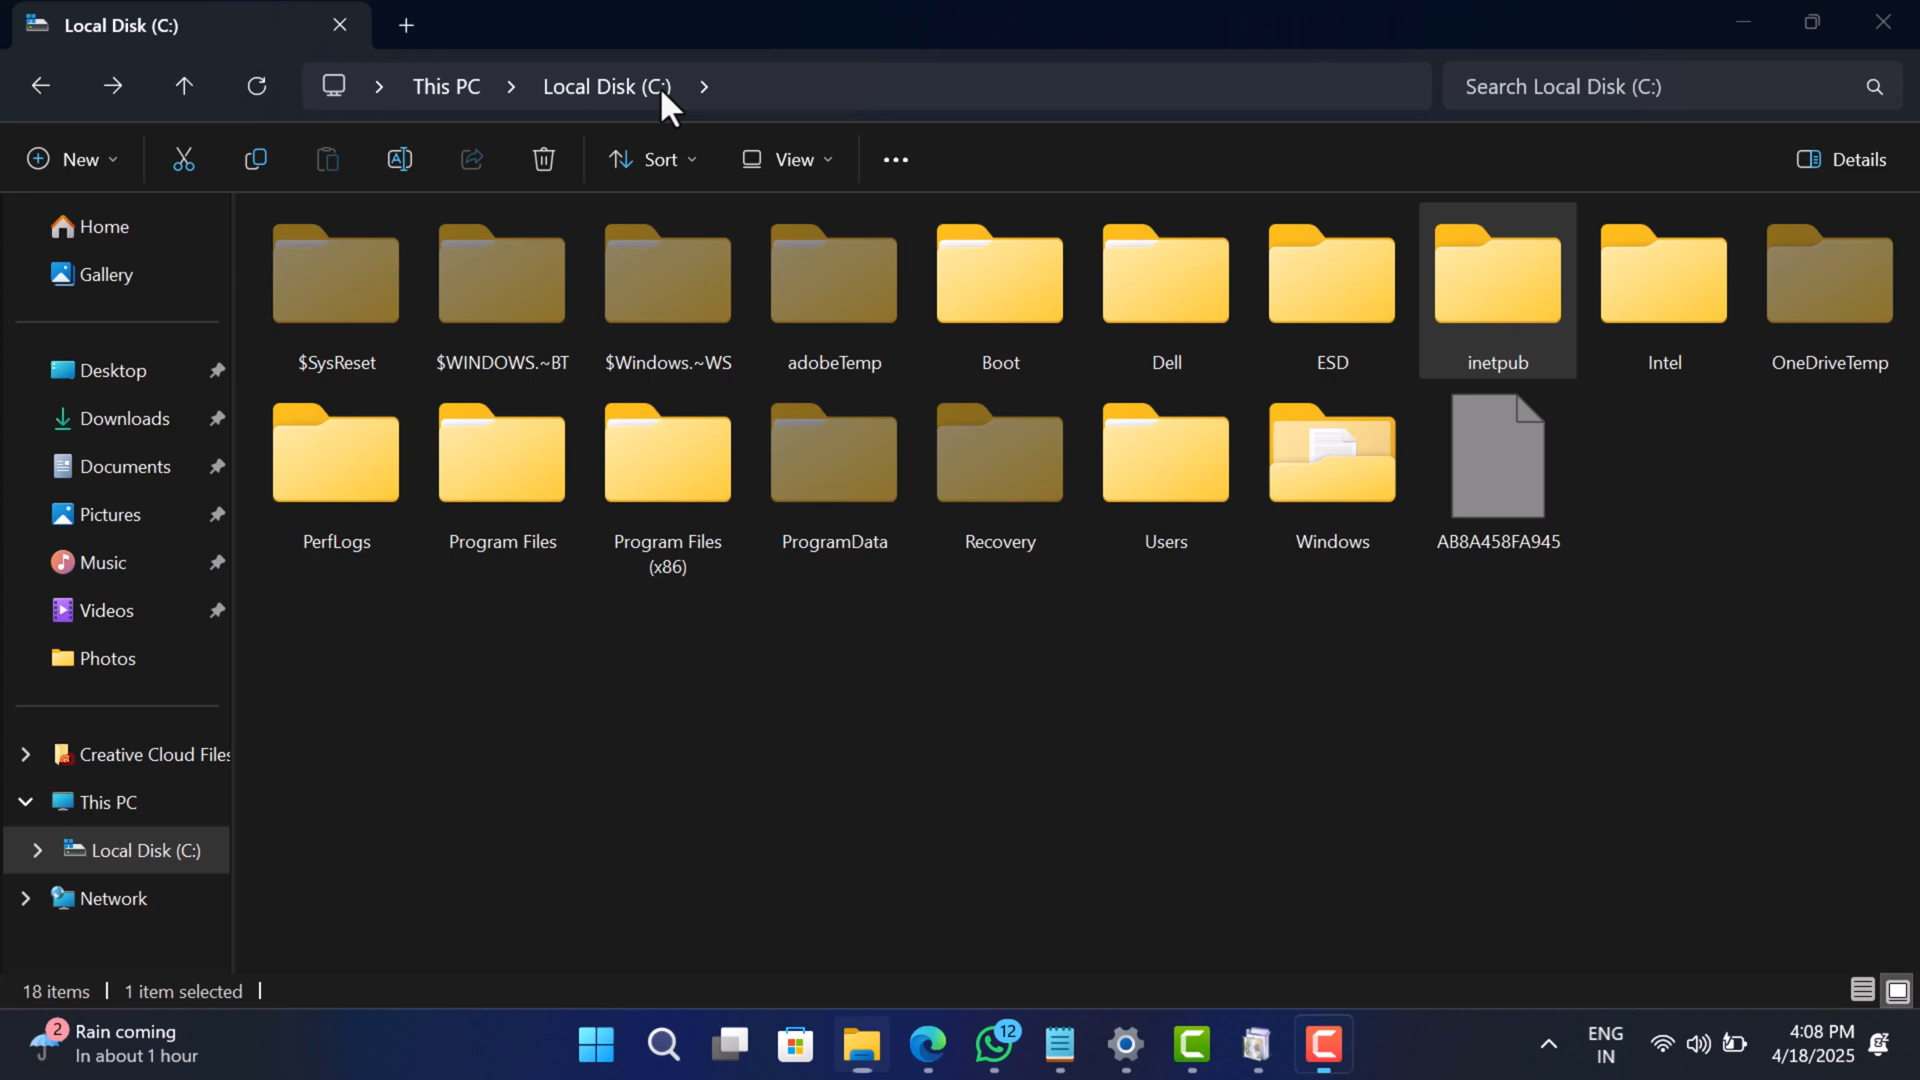 Local Disk (C:)
This PC
Local Disk (C:)
Search Local Disk (C:)
New
Sort
View
Details
Home
Gallery
Desktop
Downloads
Documents
Pictures
Music
Videos
Photos
Creative Cloud Files
This PC
Local Disk (C:)
Network
$SysReset
$WINDOWS.~BT
$Windows.~WS
adobeTemp
Boot
Dell
ESD
inetpub
Intel
OneDriveTemp
PerfLogs
Program Files
Program Files
(x86)
ProgramData
Recovery
Users
Windows
AB8A458FA945
18 items
1 item selected
2
Rain coming
In about 1 hour
12
ENG
IN
4:08 PM
4/18/2025